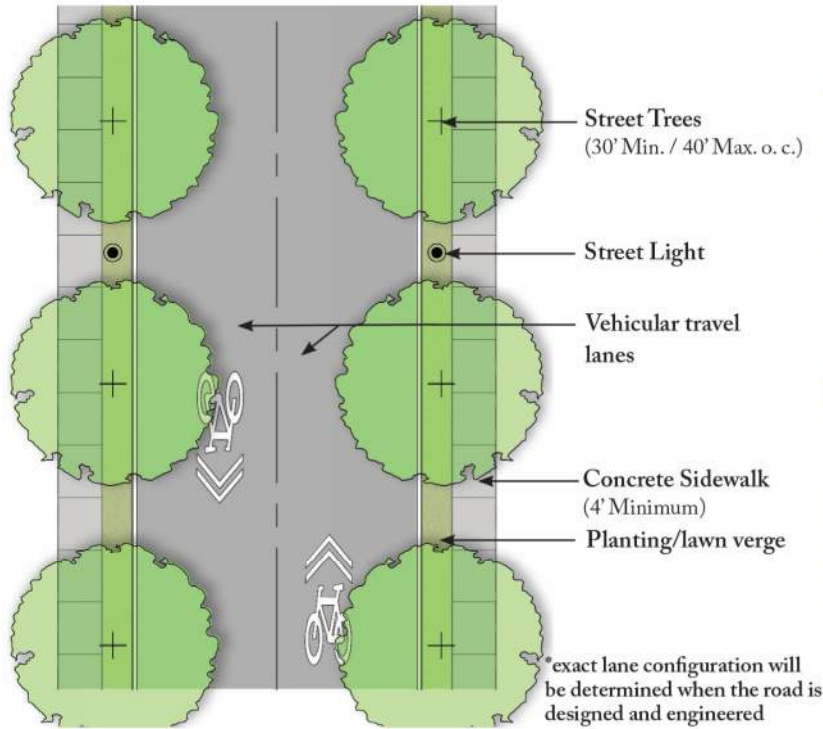 Street Trees
(30' Min. / 40' Max. o. c.)
Street Light
Vehicular travel
lanes
Concrete Sidewalk
(4' Minimum)
Planting/lawn verge
*exact lane configuration will
be determined when the road is
designed and engineered